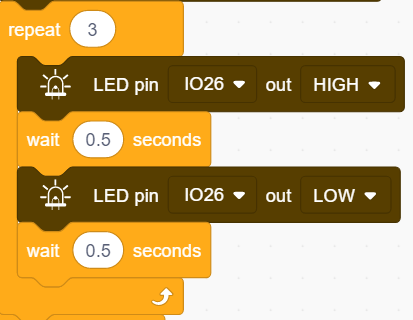 repeat 3
LED pin IO26 out HIGH
wait 0.5 seconds
LED pin IO26 out LOW
wait 0.5 seconds